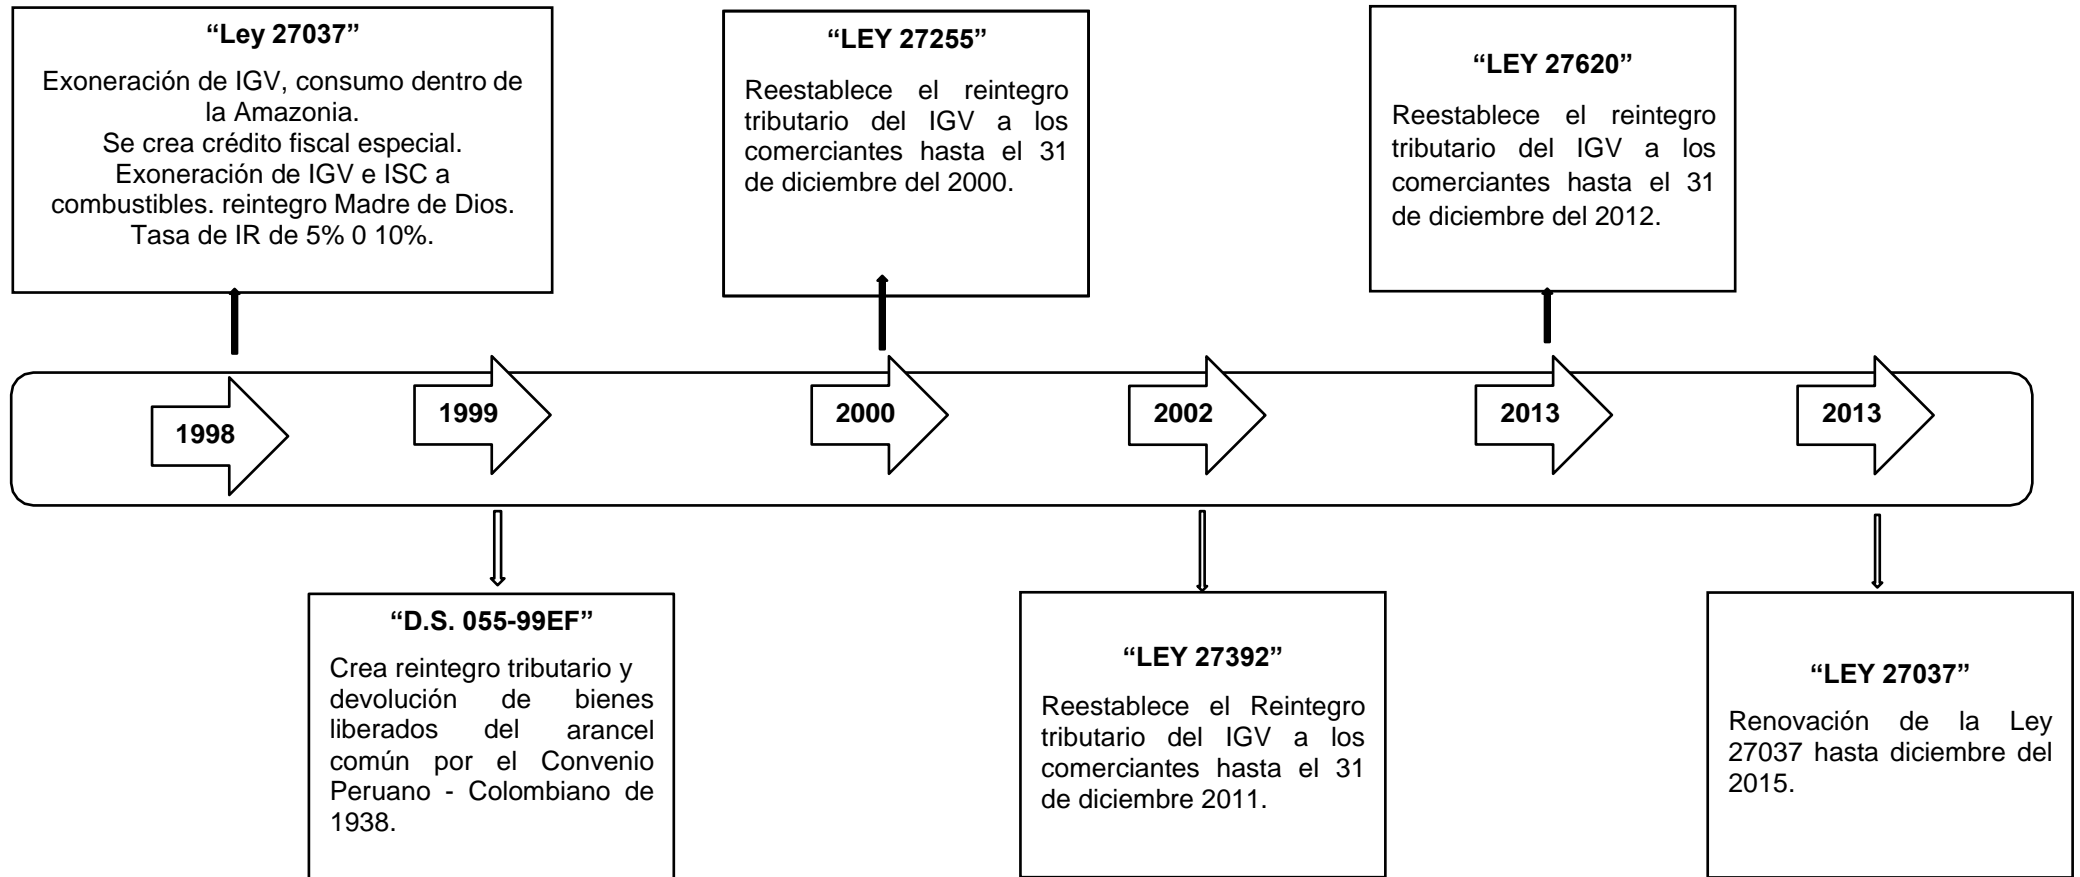 “Ley 27037”
Exoneración de IGV, consumo dentro de
la Amazonia.
Se crea crédito fiscal especial.
Exoneración de IGV e ISC a
combustibles. reintegro Madre de Dios.
Tasa de IR de 5% 0 10%.
“LEY 27255”
Reestablece el reintegro
tributario del IGV a los
comerciantes hasta el 31
de diciembre del 2000.
“LEY 27620”
Reestablece el reintegro
tributario del IGV a los
comerciantes hasta el 31
de diciembre del 2012.
1998
1999
2000
2002
2013
2013
“D.S. 055-99EF”
Crea reintegro tributario y
devolución de bienes
liberados del arancel
común por el Convenio
Peruano - Colombiano de
1938.
“LEY 27392”
Reestablece el Reintegro
tributario del IGV a los
comerciantes hasta el 31
de diciembre 2011.
“LEY 27037”
Renovación de la Ley
27037 hasta diciembre del
2015.